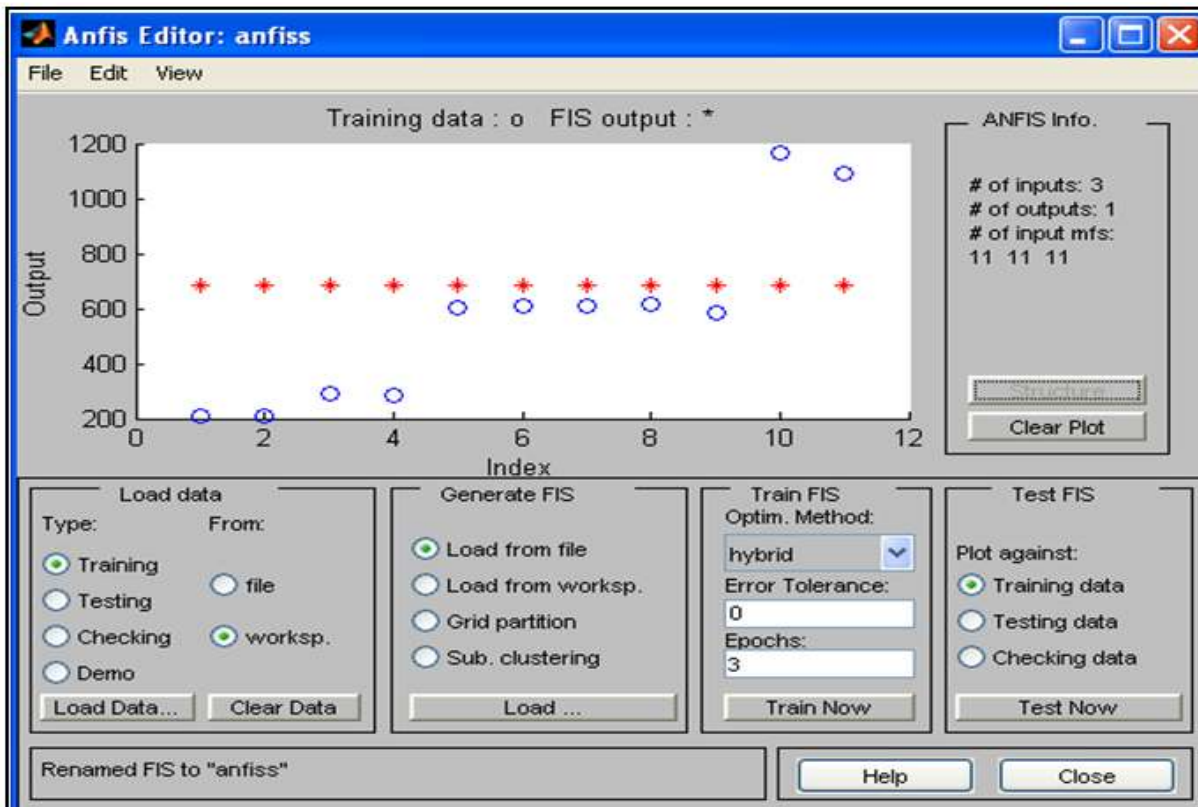 Anfis Editor: anfiss
File Edit View
Training data : o FIS output : *
1200
1000
800
600
400
200
Output
0 2 4 6 8 10 12
Index
ANFIS Info.
# of inputs: 3
# of outputs: 1
# of input mfs:
11 11 11
Structure
Clear Plot
Load data
Type: From:
Training
Testing
Checking
Demo
file
worksp.
Load Data... Clear Data
Generate FIS
Load from file
Load from worksp.
Grid partition
Sub. clustering
Load ...
Train FIS
Optim. Method:
hybrid
Error Tolerance:
0
Epochs:
3
Train Now
Test FIS
Plot against:
Training data
Testing data
Checking data
Test Now
Renamed FIS to "anfiss"
Help Close